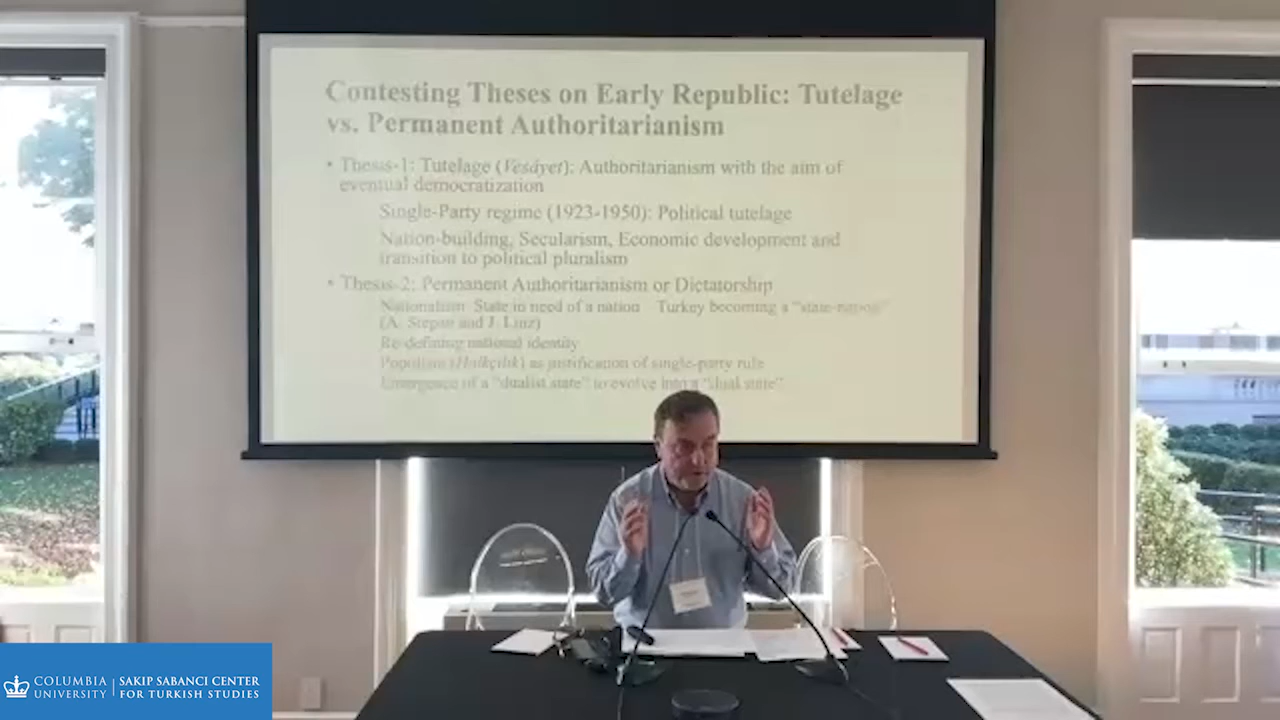 Contesting Theses on Early Republic: Tutelage
vs. Permanent Authoritarianism
• Thesis-1: Tutelage (Vesâyet): Authoritarianism with the aim of
eventual democratization
Single-Party regime (1923-1950): Political tutelage
Nation-building, Secularism, Economic development and
transition to political pluralism
• Thesis-2: Permanent Authoritarianism or Dictatorship
Nationalism: State in need of a nation Turkey becoming a "state-nation"
(A. Stepan and J. Linz)
Re-defining national identity
Populism (Halkçılık) as justification of single-party rule
Emergence of a "dualist state" to evolve into a "dual state"
COLUMBIA UNIVERSITY
SAKIP SABANCI CENTER
FOR TURKISH STUDIES